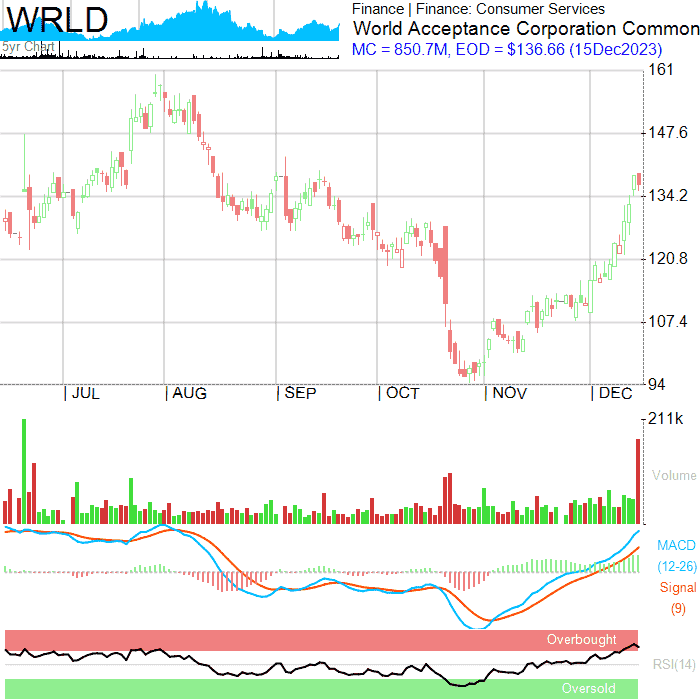 WRLD
5yr Chart
Finance | Finance: Consumer Services
World Acceptance Corporation Common
MC = 850.7M, EOD = $136.66 (15Dec2023)
161
147.6
134.2
120.8
107.4
94
| JUL | AUG | SEP | OCT | NOV | DEC
211k
Volume
MACD
(12-26)
Signal
(9)
Overbought
RSI(14)
Oversold